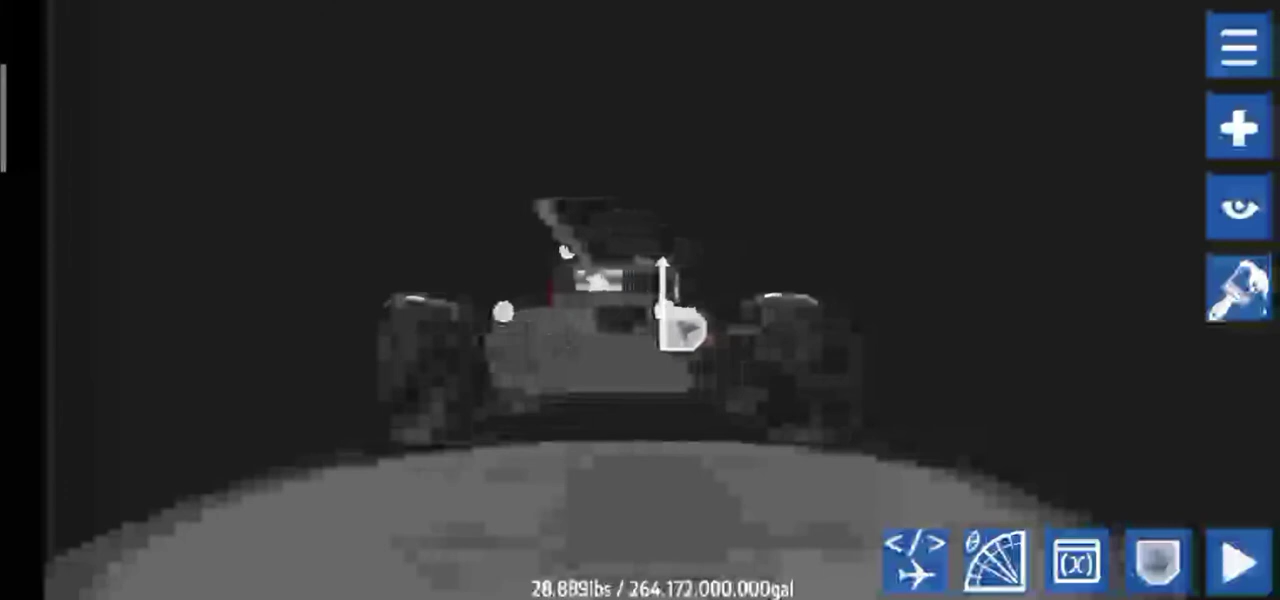 </>
θ
(x)
28.889lbs / 264.172.000.000gal